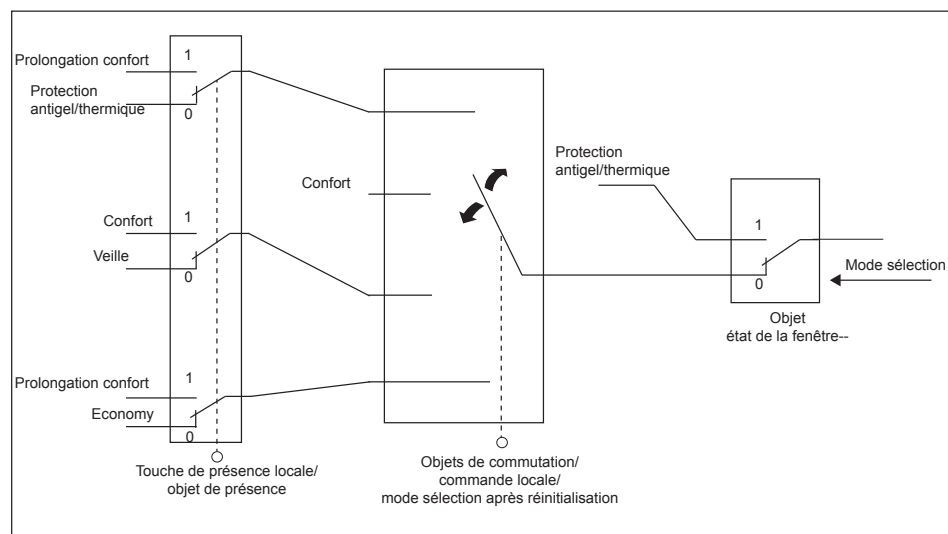 Prolongation confort
1
Protection
antigel/thermique
0
Confort
Protection
antigel/thermique
1
0
Mode sélection
Objet
état de la fenêtre--
Confort
1
Veille
0
Prolongation confort
1
Economy
0
Touche de présence locale/
objet de présence
Objets de commutation/
commande locale/
mode sélection après réinitialisation